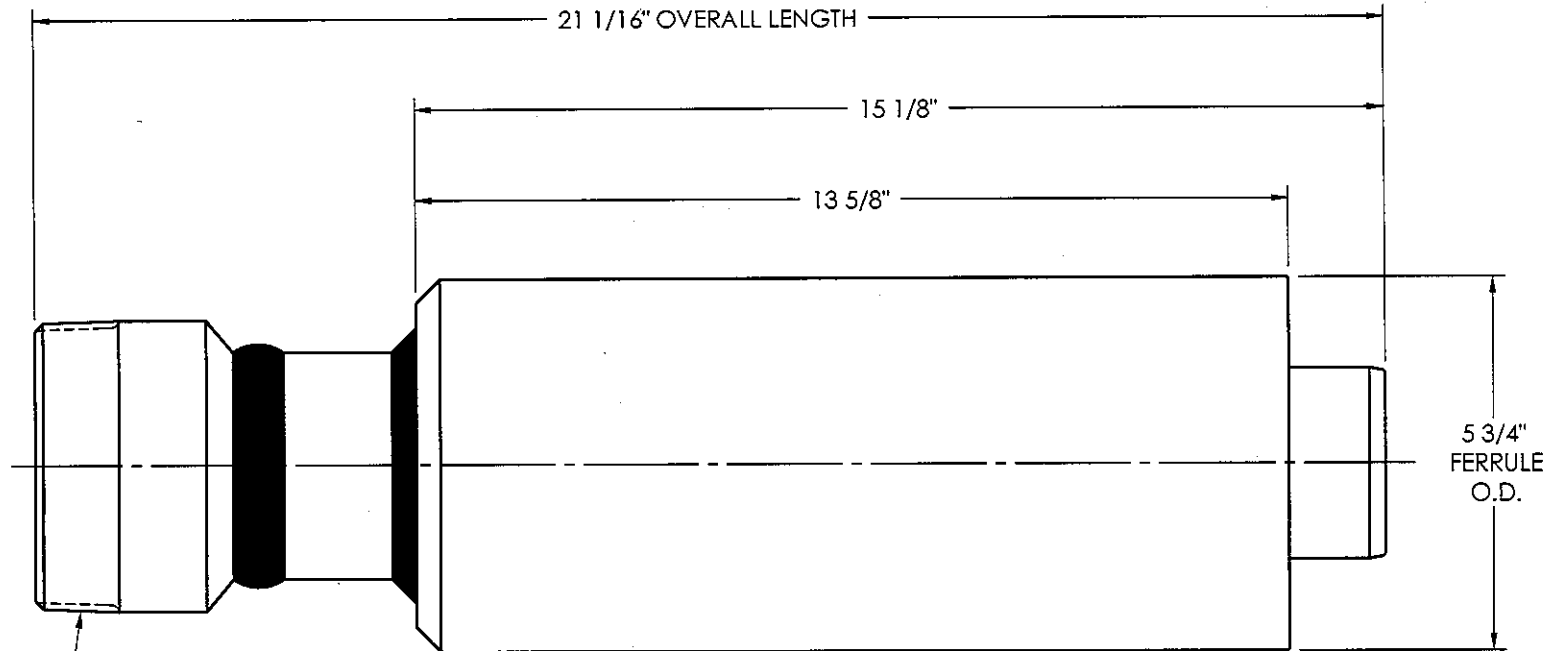 21 1/16" OVERALL LENGTH
15 1/8"
13 5/8"
5 3/4"
FERRULE
O.D.